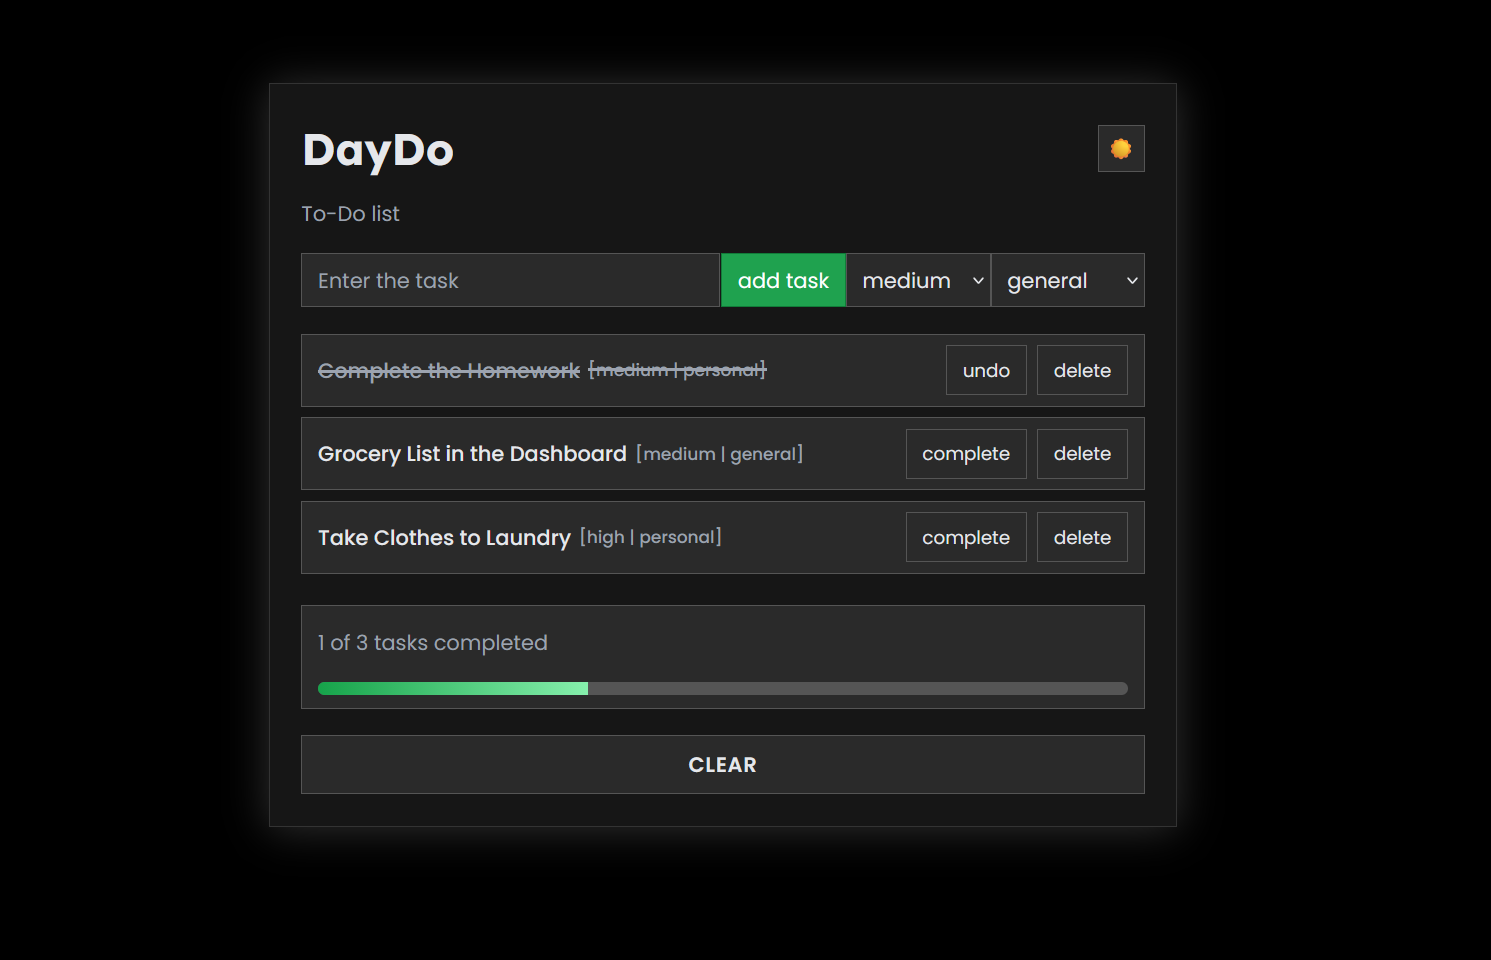 DayDo
To-Do list
Enter the task add task medium general
Complete the Homework [medium | personal] undo delete
Grocery List in the Dashboard [medium | general] complete delete
Take Clothes to Laundry [high | personal] complete delete
1 of 3 tasks completed
CLEAR